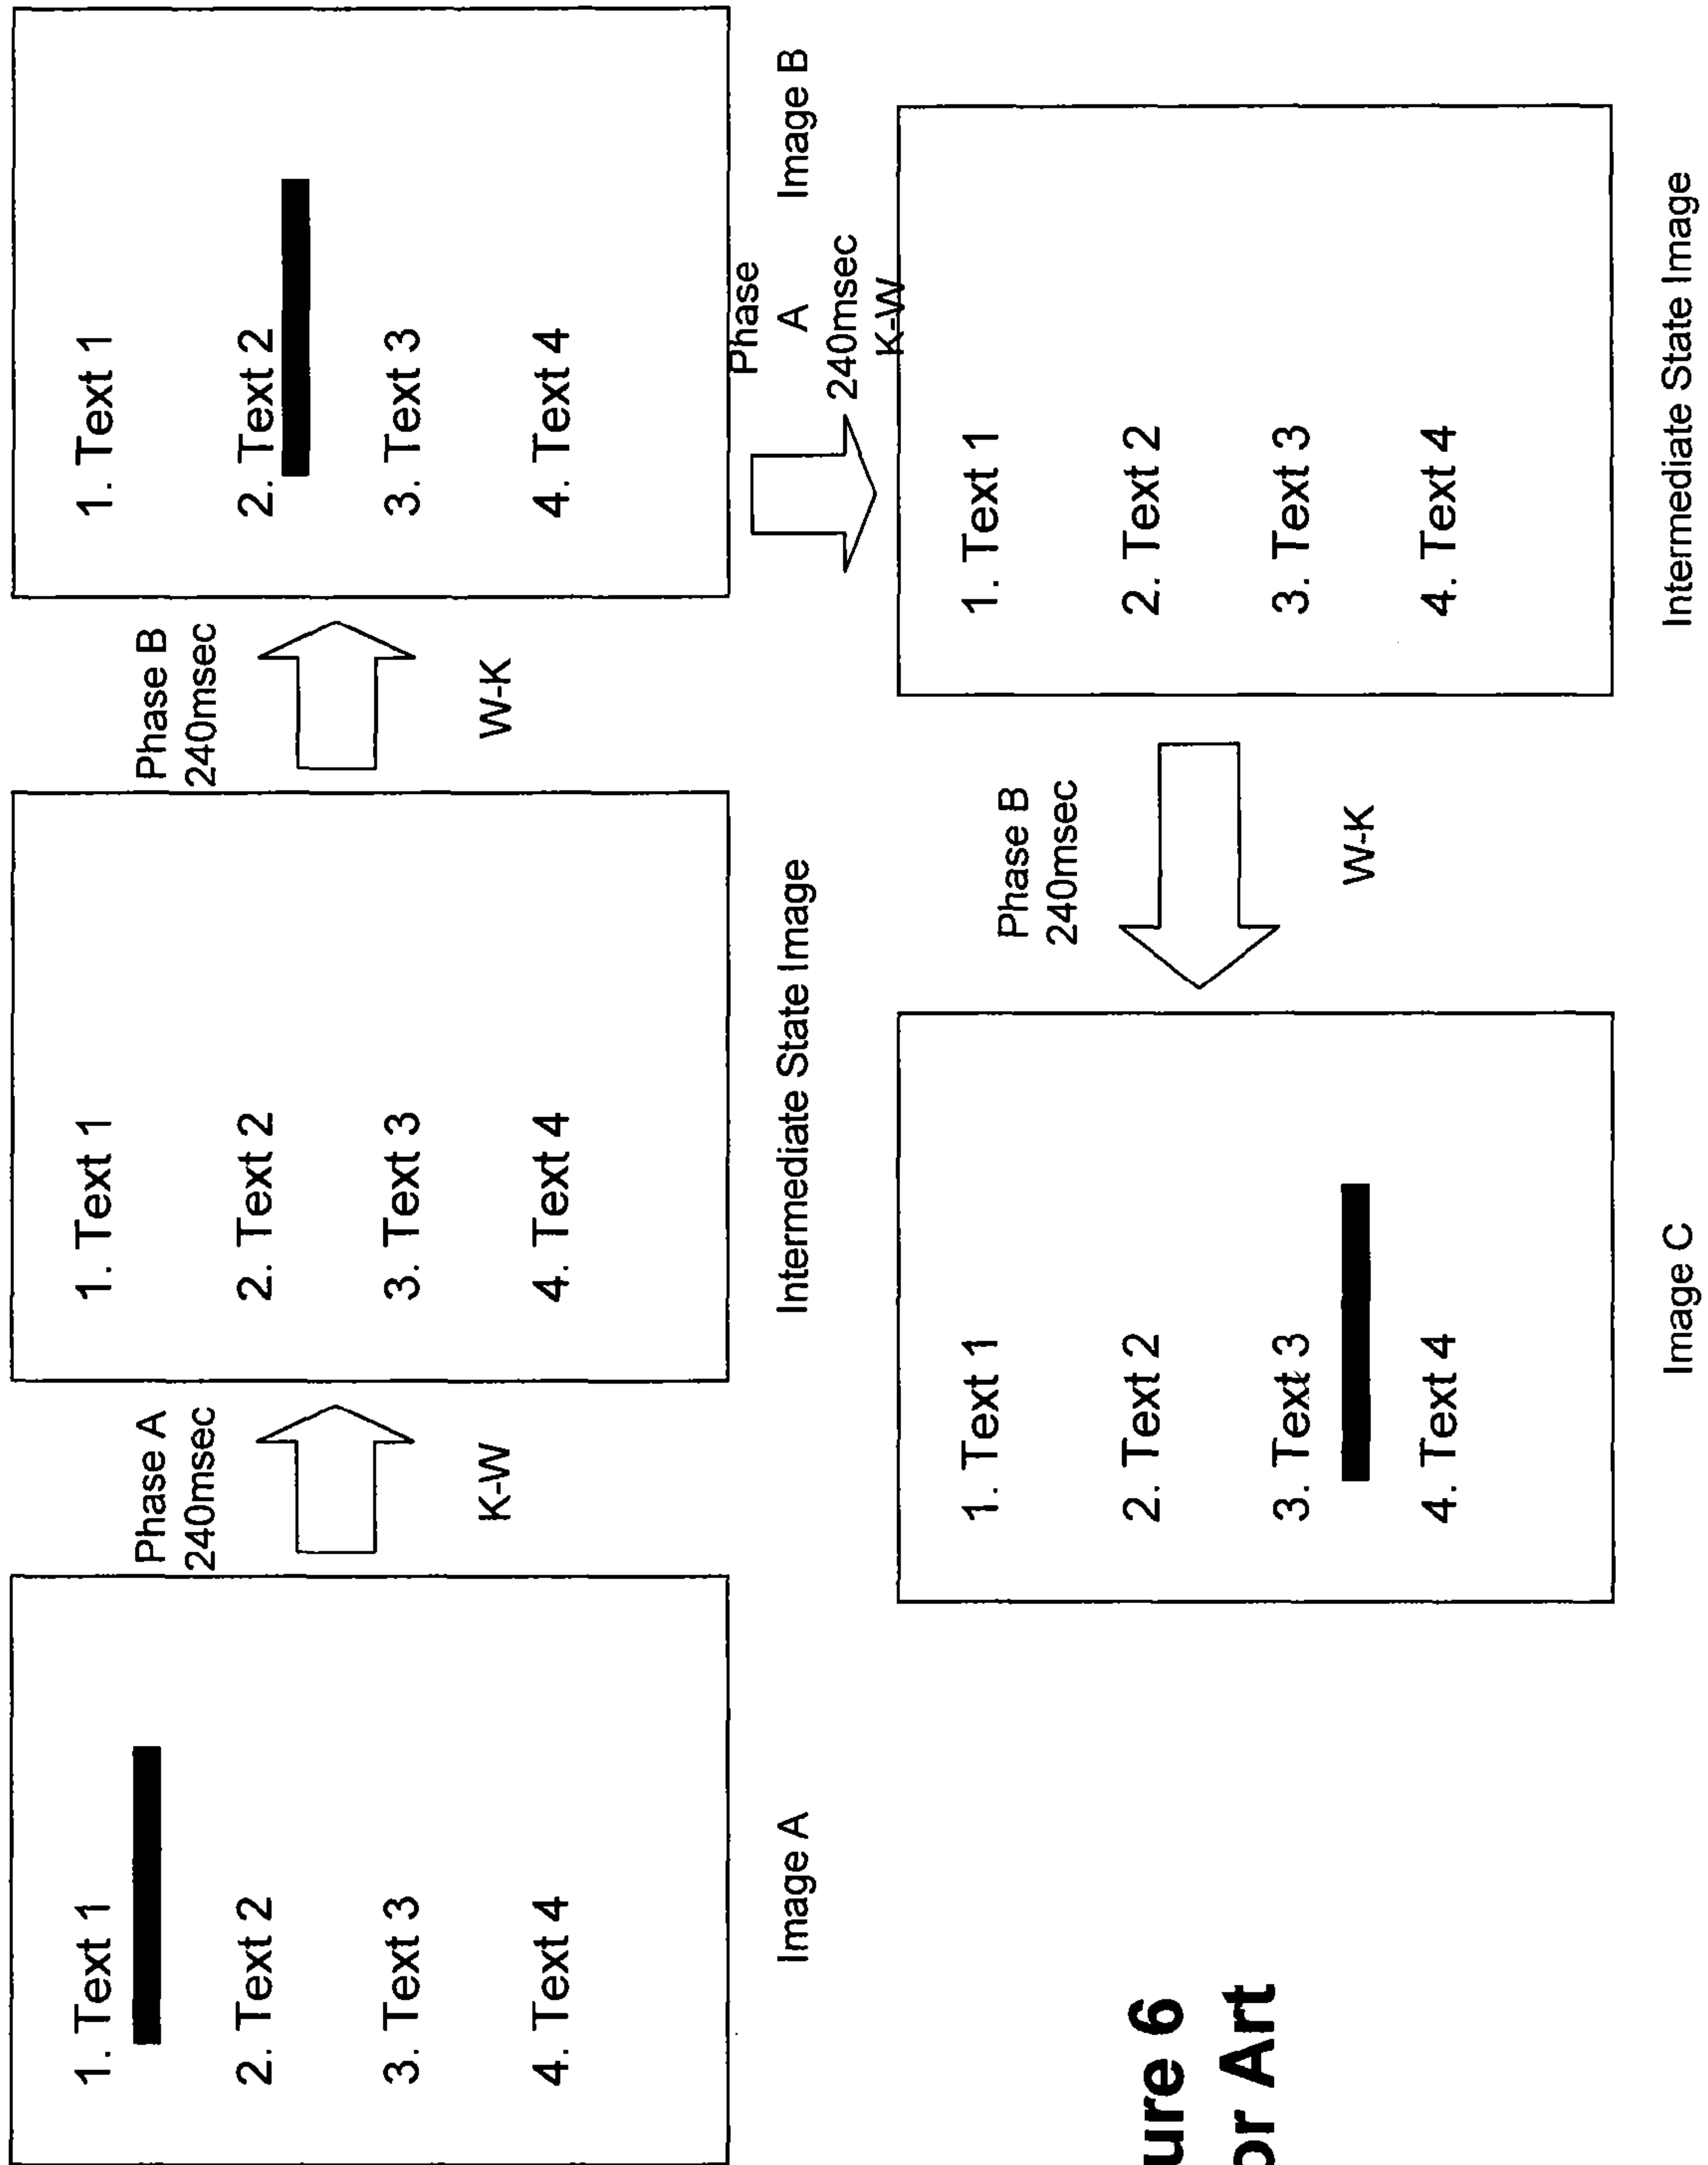 1. Text 1
2. Text 2
3. Text 3
4. Text 4
Image A
Phase A
240msec
K-W
1. Text 1
2. Text 2
3. Text 3
4. Text 4
Intermediate State Image
Phase B
240msec
W-K
1. Text 1
2. Text 2
3. Text 3
4. Text 4
Image B
Phase
A
240msec
K-W
1. Text 1
2. Text 2
3. Text 3
4. Text 4
Intermediate State Image
Phase B
240msec
W-K
1. Text 1
2. Text 2
3. Text 3
4. Text 4
Image C
ure 6
or Art